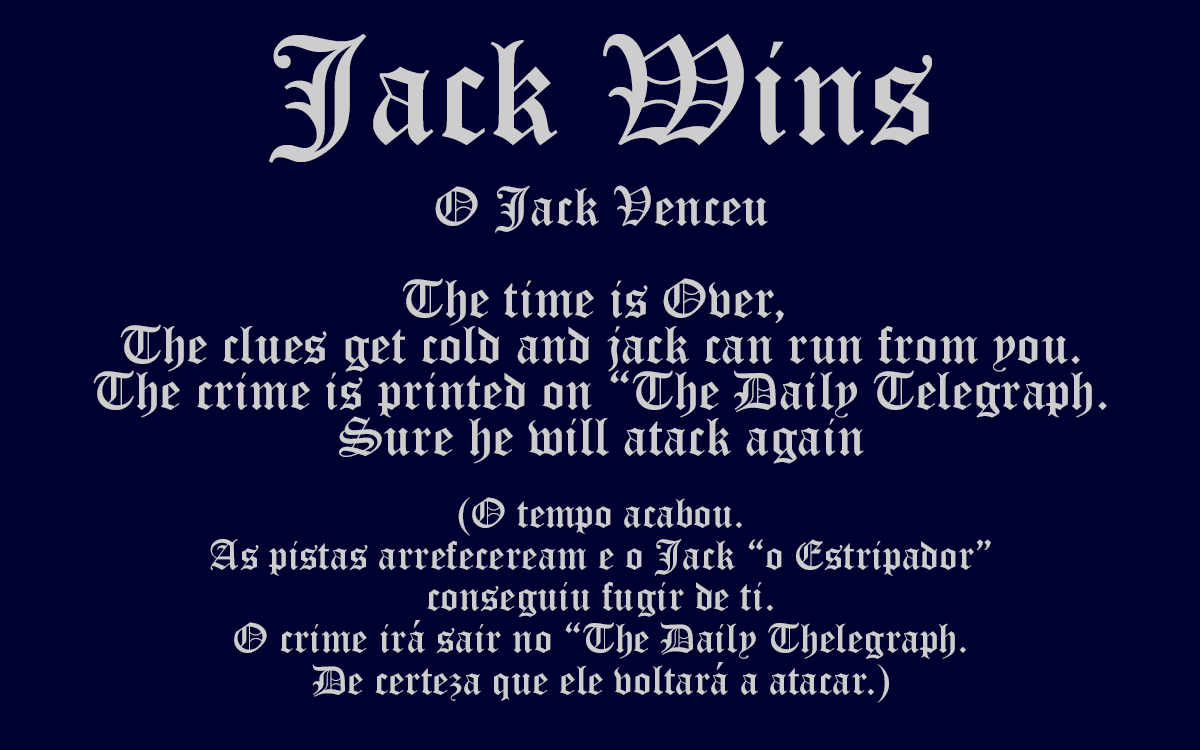 Jack Wins
O Jack Venceu
The time is Over,
The clues get cold and jack can run from you.
The crime is printed on “The Daily Telegraph.
Sure he will atack again
(O tempo acabou.
As pistas arrefeceream e o Jack “o Estripador”
conseguiu fugir de ti.
O crime irá sair no “The Daily Thelegraph.
De certeza que ele voltará a atacar.)